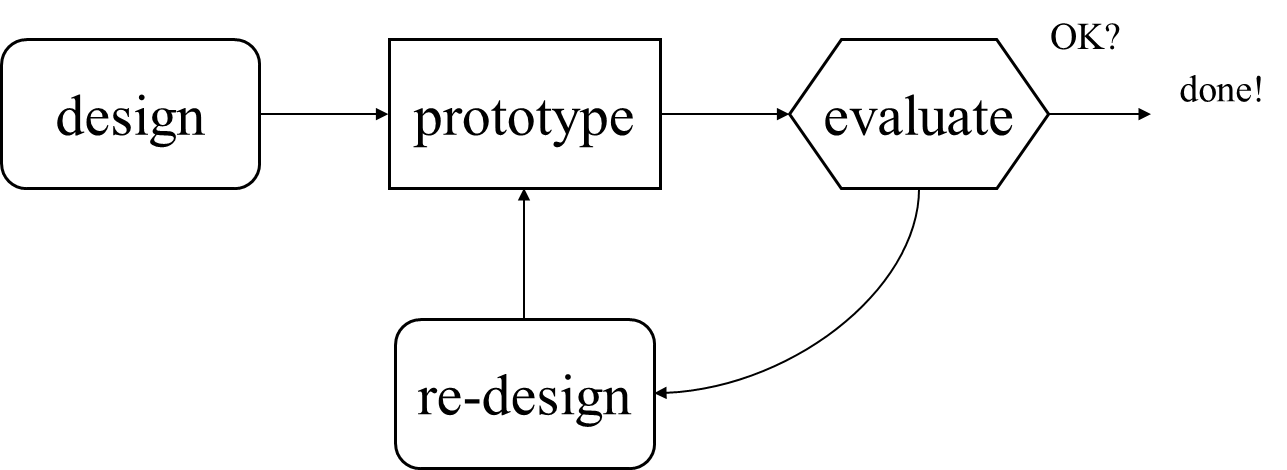 OK?
design
prototype
evaluate
done!
re-design